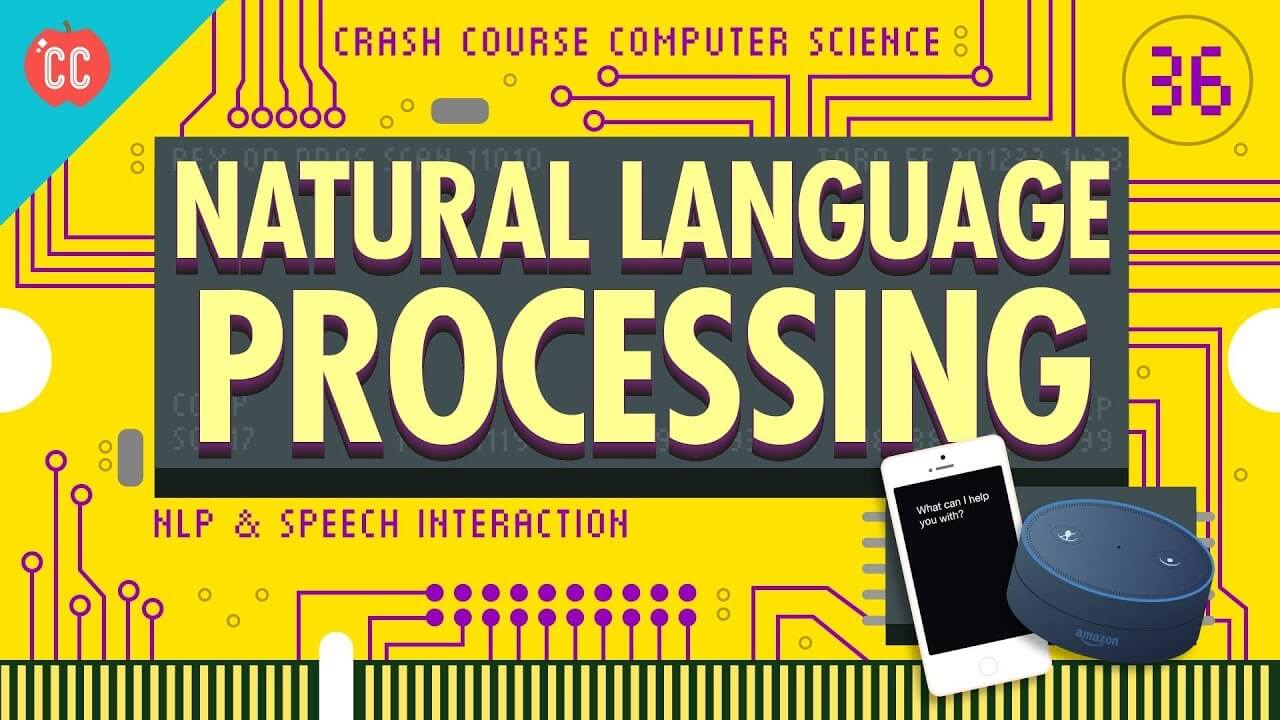 CC
CRASH COURSE COMPUTER SCIENCE
36
NATURAL LANGUAGE
PROCESSING
NLP & SPEECH INTERACTION
What can I help
you with?
amazon